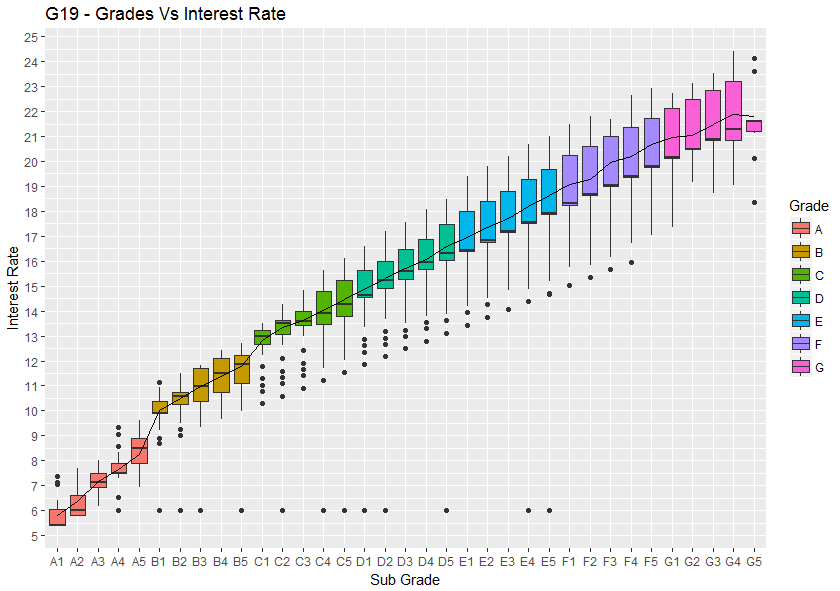 G19 - Grades Vs Interest Rate
25
24
23
22
21
20
19
18
17
16
15
14
13
12
11
10
9
8
7
6
5
Interest Rate
A1 A2 A3 A4 A5 B1 B2 B3 B4 B5 C1 C2 C3 C4 C5 D1 D2 D3 D4 D5 E1 E2 E3 E4 E5 F1 F2 F3 F4 F5 G1 G2 G3 G4 G5
Sub Grade
Grade
A
B
C
D
E
F
G